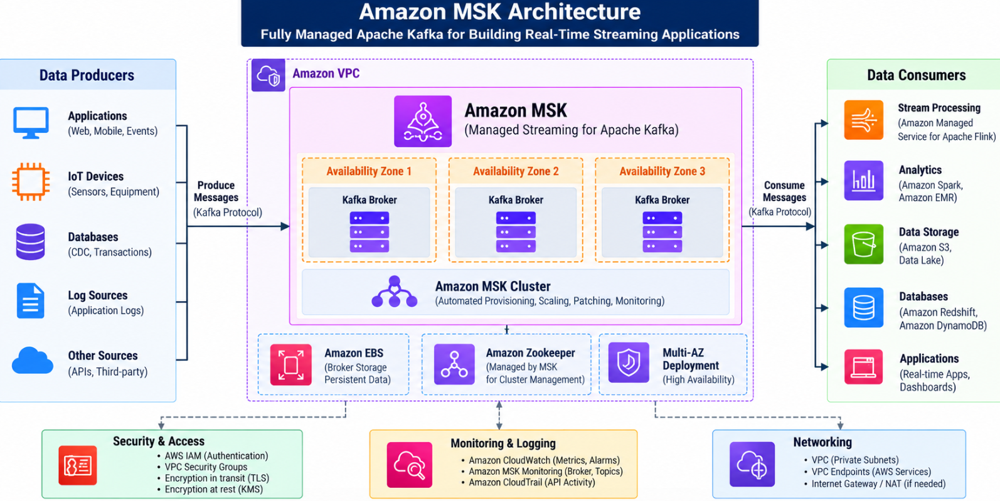 Amazon MSK Architecture
Fully Managed Apache Kafka for Building Real-Time Streaming Applications
Data Producers
Applications
(Web, Mobile, Events)
IoT Devices
(Sensors, Equipment)
Databases
(CDC, Transactions)
Log Sources
(Application Logs)
Other Sources
(APIs, Third-party)
Produce
Messages
(Kafka Protocol)
Amazon VPC
Amazon MSK
(Managed Streaming for Apache Kafka)
Availability Zone 1
Kafka Broker
Availability Zone 2
Kafka Broker
Availability Zone 3
Kafka Broker
Amazon MSK Cluster
(Automated Provisioning, Scaling, Patching, Monitoring)
Amazon EBS
(Broker Storage
Persistent Data)
Amazon Zookeeper
(Managed by MSK
for Cluster Management)
Multi-AZ
Deployment
(High Availability)
Consume
Messages
(Kafka Protocol)
Data Consumers
Stream Processing
(Amazon Managed
Service for Apache Flink)
Analytics
(Amazon Spark,
Amazon EMR)
Data Storage
(Amazon S3,
Data Lake)
Databases
(Amazon Redshift,
Amazon DynamoDB)
Applications
(Real-time Apps,
Dashboards)
Security & Access
• AWS IAM (Authentication)
• VPC Security Groups
• Encryption in transit (TLS)
• Encryption at rest (KMS)
Monitoring & Logging
• Amazon CloudWatch (Metrics, Alarms)
• Amazon MSK Monitoring (Broker, Topics)
• Amazon CloudTrail (API Activity)
Networking
• VPC (Private Subnets)
• VPC Endpoints (AWS Services)
• Internet Gateway / NAT (if needed)